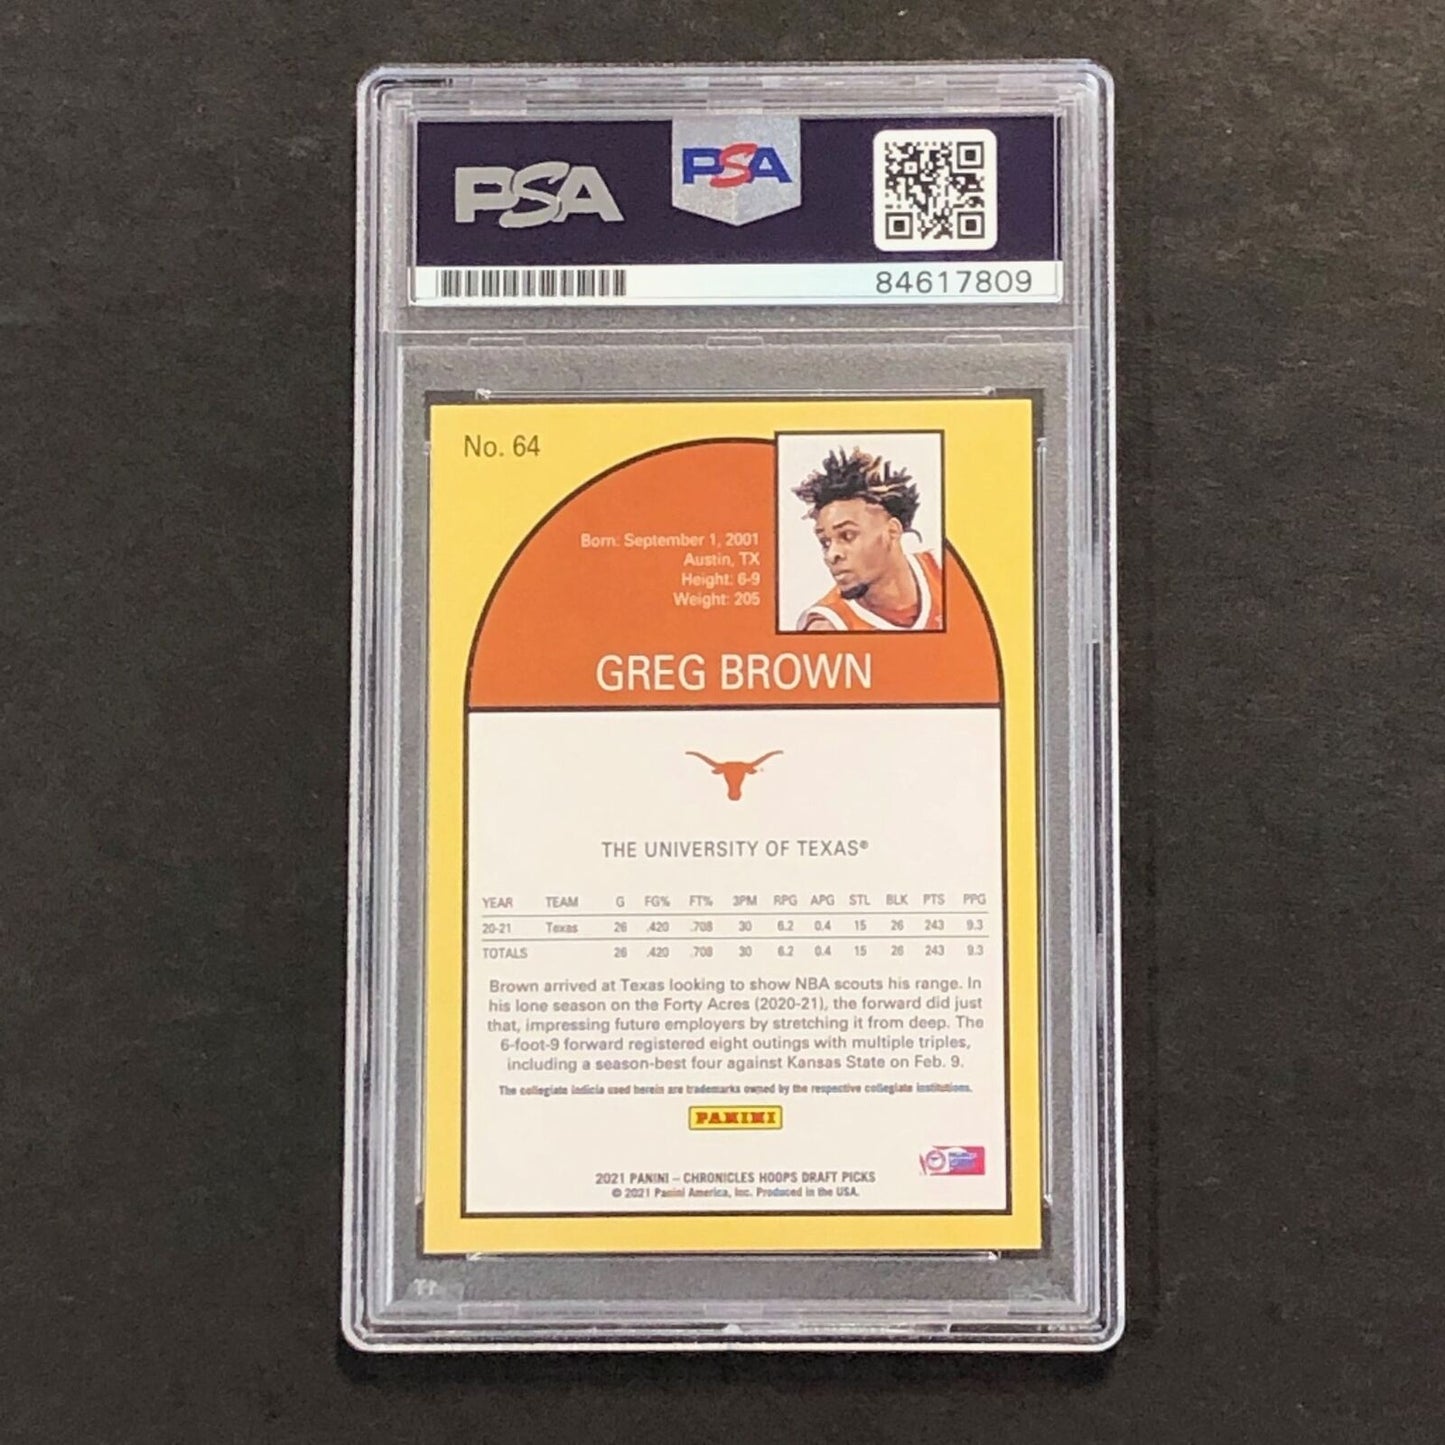 PSA
PSA
84617809
No. 64
Born: September 1, 2001
Austin, TX
Height: 6-9
Weight: 205
GREG BROWN
THE UNIVERSITY OF TEXAS®
YEAR TEAM G FG% FT% 3PM RPG APG STL BLK PTS PPG
20-21 Texas 26 .420 .708 30 6.2 0.4 15 26 243 9.3
TOTALS 26 .420 .708 30 6.2 0.4 15 26 243 9.3
Brown arrived at Texas looking to show NBA scouts his range. In
his lone season on the Forty Acres (2020-21), the forward did just
that, impressing future employers by stretching it from deep. The
6-foot-9 forward registered eight outings with multiple triples,
including a season-best four against Kansas State on Feb. 9.
The collegiate indicia used herein are trademarks owned by the respective collegiate institutions.
PANINI
2021 PANINI – CHRONICLES HOOPS DRAFT PICKS
© 2021 Panini America, Inc. Produced in the USA.